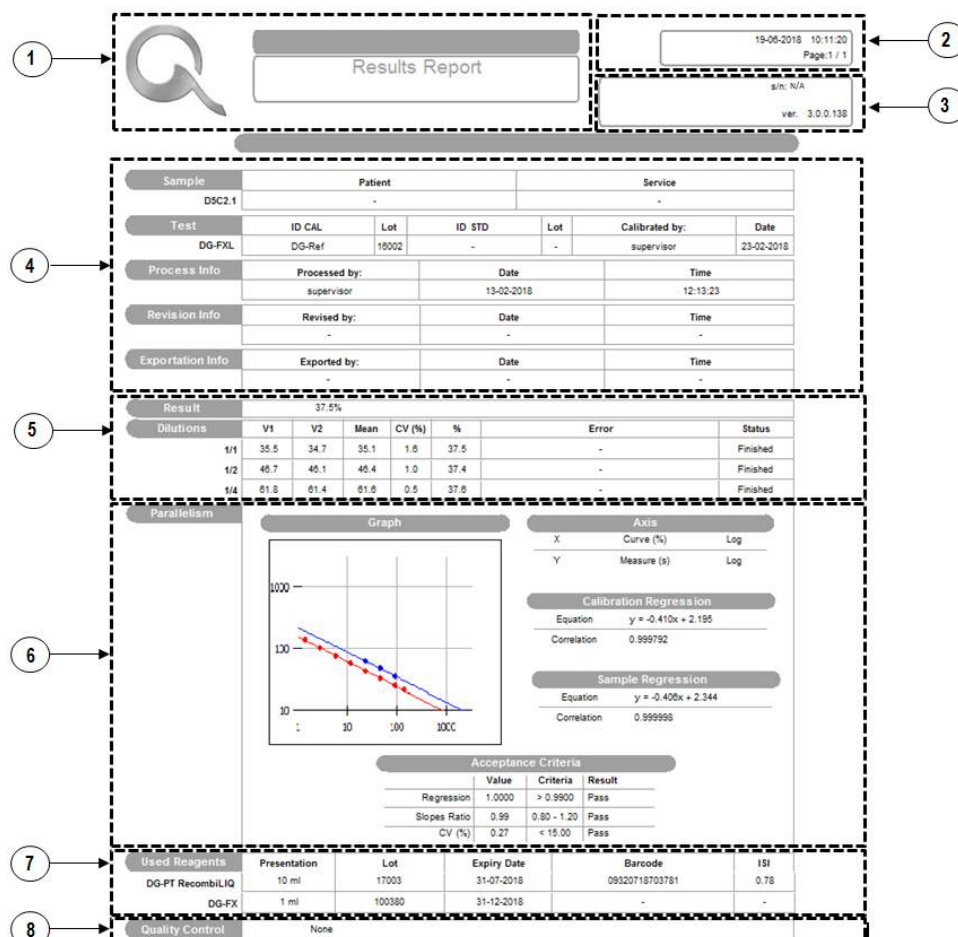 1
Results Report
19-06-2018 10:11:20
Page:1 / 1
2
s/n: N/A
ver. 3.0.0.138
3
4
Sample Patient Service
D5C2.1 - -
Test ID CAL Lot ID STD Lot Calibrated by: Date
DG-FXL DG-Ref 16002 - - supervisor 23-02-2018
Process Info Processed by: Date Time
supervisor 13-02-2018 12:13:23
Revision Info Revised by: Date Time
- - -
Exportation Info Exported by: Date Time
- - -
5
Result 37.5%
Dilutions V1 V2 Mean CV (%) % Error Status
1/1 35.5 34.7 35.1 1.6 37.5 - Finished
1/2 46.7 46.1 46.4 1.0 37.4 - Finished
1/4 61.8 61.4 61.6 0.5 37.6 - Finished
6
Parallelism
Graph
1000
100
10
1 10 100 1000
Axis
X Curve (%) Log
Y Measure (s) Log
Calibration Regression
Equation y = -0.410x + 2.195
Correlation 0.999792
Sample Regression
Equation y = -0.406x + 2.344
Correlation 0.999998
Acceptance Criteria
Value Criteria Result
Regression 1.0000 > 0.9900 Pass
Slopes Ratio 0.99 0.80 - 1.20 Pass
CV (%) 0.27 < 15.00 Pass
7
Used Reagents Presentation Lot Expiry Date Barcode ISI
DG-PT RecombiLIQ 10 ml 17003 31-07-2018 09320718703781 0.78
DG-FX 1 ml 100380 31-12-2018 - -
8
Quality Control None